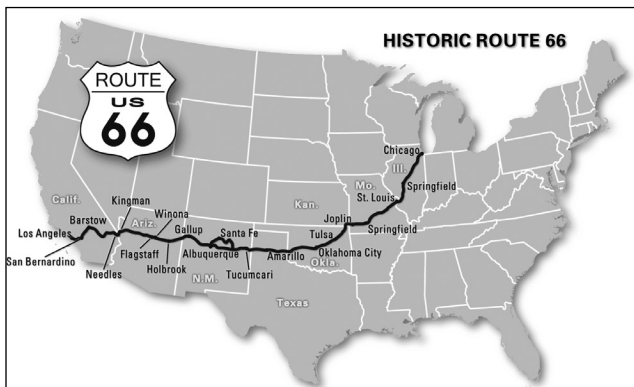 HISTORIC ROUTE 66
ROUTE
US
66
Chicago
Ill.
Calif.
Mo.
Springfield
Kan.
St. Louis
Kingman
Joplin
Barstow
Ariz.
Winona
Springfield
Los Angeles
Gallup
Santa Fe
Tulsa
San Bernardino
Flagstaff
Albuquerque
Amarillo
Oklahoma City
Okla.
Needles
Holbrook
N.M.
Tucumcari
Texas